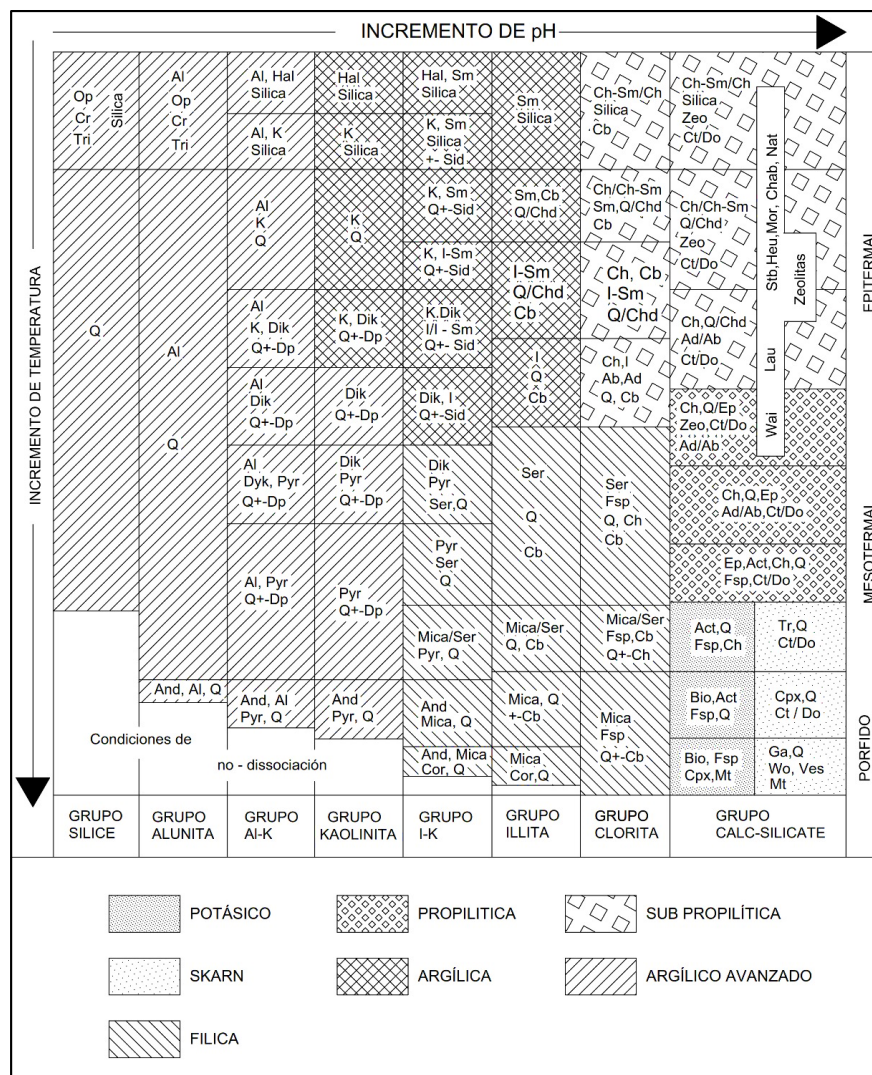 INCREMENTO DE pH
INCREMENTO DE TEMPERATURA
Op
Cr
Tri
Silica
Q
GRUPO
SILICE
Al
Op
Cr
Tri
Al
Q
And, Al, Q
GRUPO
ALUNITA
Al, Hal
Silica
Al, K
Silica
Al
K
Q
Al
K, Dik
Q+-Dp
Al
Dik
Q+-Dp
Al
Dyk, Pyr
Q+-Dp
Al, Pyr
Q+-Dp
And, Al
Pyr, Q
GRUPO
Al-K
Hal
Silica
K
Silica
K
Q
K, Dik
Q+-Dp
Dik
Q+-Dp
Dik
Pyr
Q+-Dp
Pyr
Q+-Dp
And
Pyr, Q
GRUPO
KAOLINITA
Condiciones de
no - dissociación
Hal, Sm
Silica
K, Sm
Silica
+- Sid
K, Sm
Q+-Sid
K, I-Sm
Q+-Sid
K.Dik
I/I - Sm
Q+- Sid
Dik, I
Q+-Sid
Dik
Pyr
Ser,Q
Pyr
Ser
Q
Mica/Ser
Pyr, Q
And
Mica, Q
And, Mica
Cor, Q
GRUPO
I-K
Sm
Silica
Sm,Cb
Q/Chd
I-Sm
Q/Chd
Cb
I
Q
Cb
Ser
Q
Cb
Mica/Ser
Q, Cb
Mica, Q
+-Cb
Mica
Cor,Q
GRUPO
ILLITA
Ch-Sm/Ch
Silica
Cb
Ch/Ch-Sm
Sm,Q/Chd
Cb
Ch, Cb
I-Sm
Q/Chd
Ch,I
Ab,Ad
Q, Cb
Ser
Fsp
Q, Ch
Cb
Mica/Ser
Fsp,Cb
Q+-Ch
Mica
Fsp
Q+-Cb
GRUPO
CLORITA
Ch-Sm/Ch
Silica
Zeo
Ct/Do
Ch/Ch-Sm
Q/Chd
Zeo
Ct/Do
Ch,Q/Chd
Ad/Ab
Ct/Do
Ch,Q/Ep
Zeo,Ct/Do
Ad/Ab
Ch,Q,Ep
Ad/Ab,Ct/Do
Ep,Act,Ch,Q
Fsp,Ct/Do
Act,Q
Fsp,Ch
Tr,Q
Ct/Do
Bio,Act
Fsp,Q
Cpx,Q
Ct / Do
Bio, Fsp
Cpx,Mt
Ga,Q
Wo, Ves
Mt
GRUPO
CALC-SILICATE
Stb,Heu,Mor, Chab, Nat
Lau
Wai
Zeolitas
EPITERMAL
MESOTERMAL
PORFIDO
POTÁSICO
PROPILITICA
SUB PROPILÍTICA
SKARN
ARGÍLICA
ARGÍLICO AVANZADO
FILICA